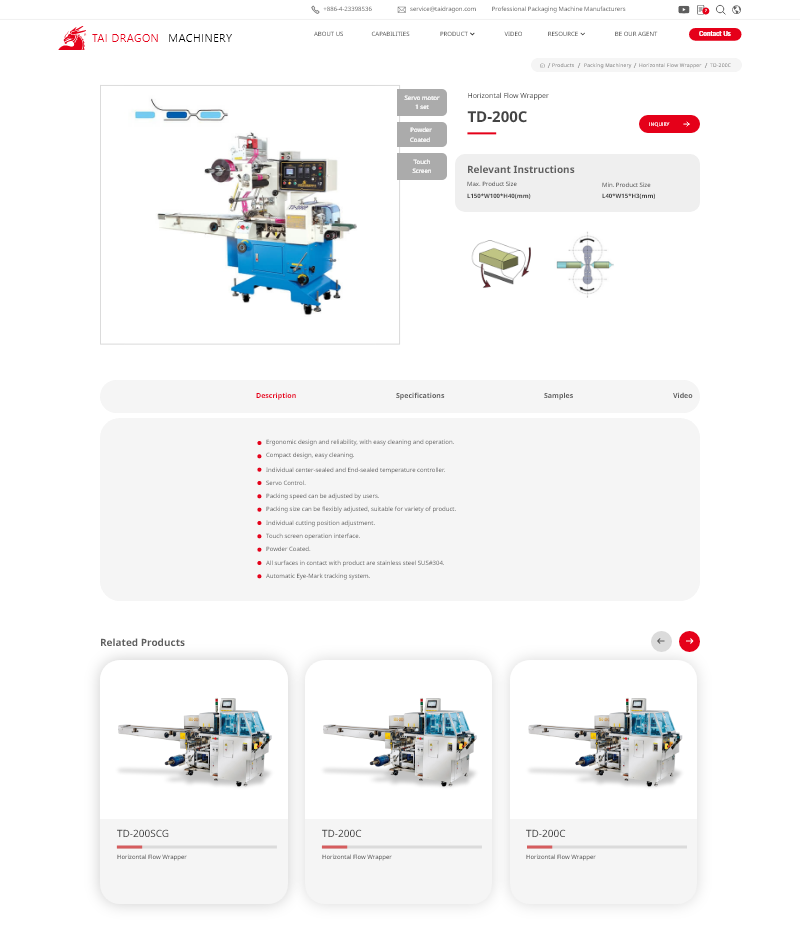 +886-4-23398536
service@taidragon.com
Professional Packaging Machine Manufacturers
TAI DRAGON MACHINERY
ABOUT US
CAPABILITIES
PRODUCT
VIDEO
RESOURCE
BE OUR AGENT
Contact Us
/ Products / Packing Machinery / Horizontal Flow Wrapper / TD-200C
Servo motor
1 set
Powder
Coated
Touch
Screen
Horizontal Flow Wrapper
TD-200C
INQUIRY
Relevant Instructions
Max. Product Size
L150*W100*H40(mm)
Min. Product Size
L40*W15*H3(mm)
Description
Specifications
Samples
Video
Ergonomic design and reliability, with easy cleaning and operation.
Compact design, easy cleaning.
Individual center-sealed and End-sealed temperature controller.
Servo Control.
Packing speed can be adjusted by users.
Packing size can be flexibly adjusted, suitable for variety of product.
Individual cutting position adjustment.
Touch screen operation interface.
Powder Coated.
All surfaces in contact with product are stainless steel SUS#304.
Automatic Eye-Mark tracking system.
Related Products
TD-200SCG
Horizontal Flow Wrapper
TD-200C
Horizontal Flow Wrapper
TD-200C
Horizontal Flow Wrapper